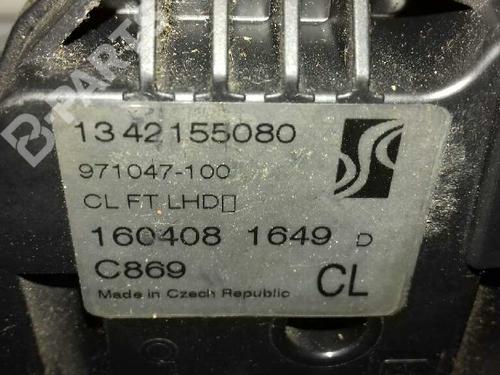 B-PARTS
1342155080
971047-100
CL FT LHD▯
160408 1649 D
C869 CL
Made in Czech Republic